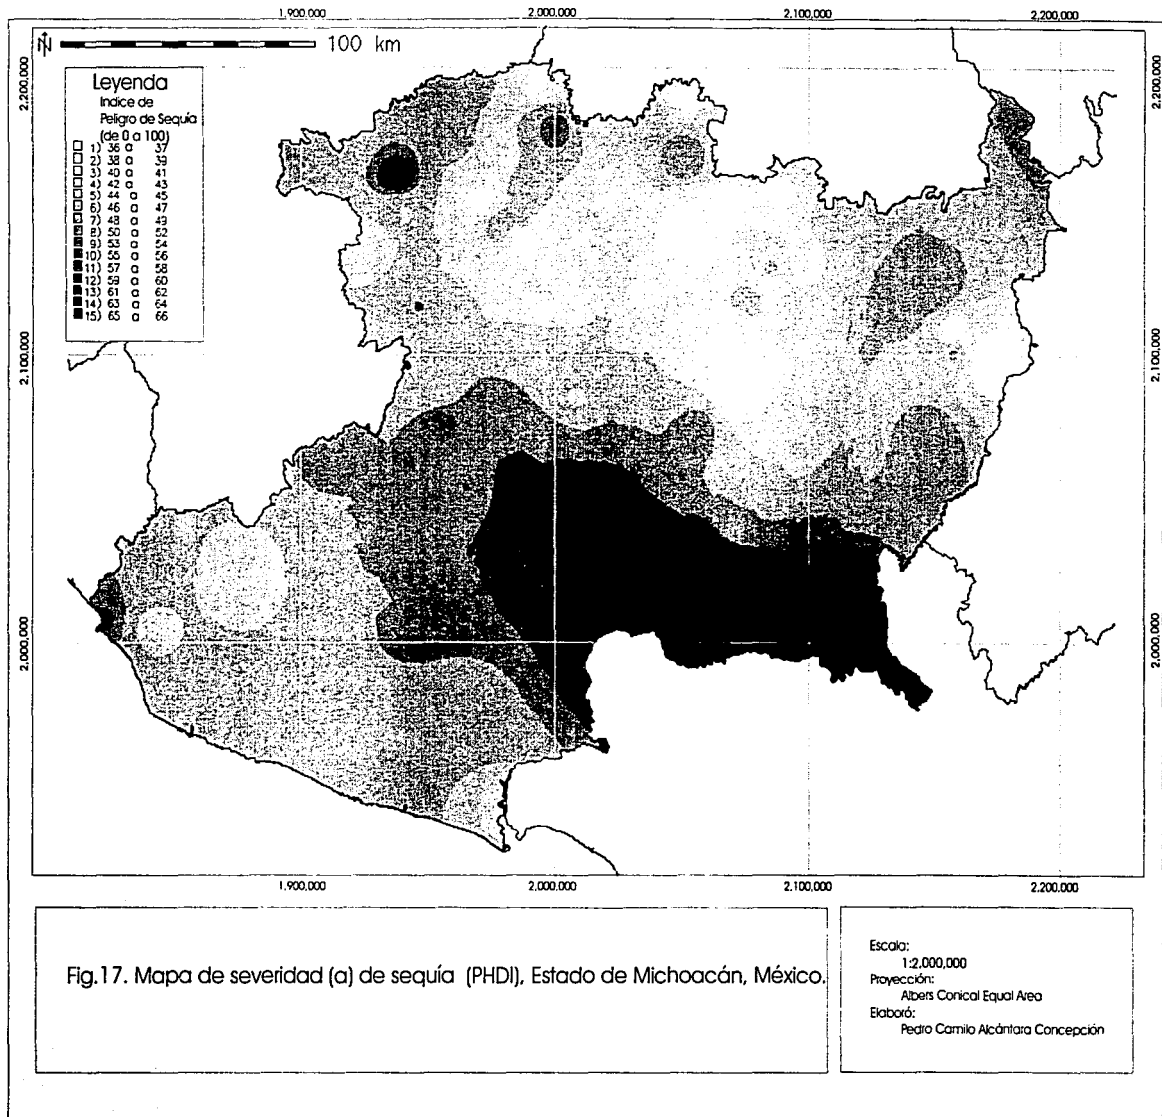 1,900,000 2,000,000 2,100,000 2,200,000
N 100 km
2,200,000 2,200,000
Leyenda
Indice de
Peligro de Sequía
(de 0 a 100)
1) 36 a 37
2) 38 a 39
3) 40 a 41
4) 42 a 43
5) 44 a 45
6) 46 a 47
7) 48 a 49
8) 50 a 52
9) 53 a 54
10) 55 a 56
11) 57 a 58
12) 59 a 60
13) 61 a 62
14) 63 a 64
15) 65 a 66
2,100,000 2,100,000
2,000,000 2,000,000
1,900,000 2,000,000 2,100,000 2,200,000
Fig.17. Mapa de severidad (a) de sequía (PHDI), Estado de Michoacán, México.
Escala:
1:2,000,000
Proyección:
Albers Conical Equal Area
Elaboró:
Pedro Camilo Alcántara Concepción